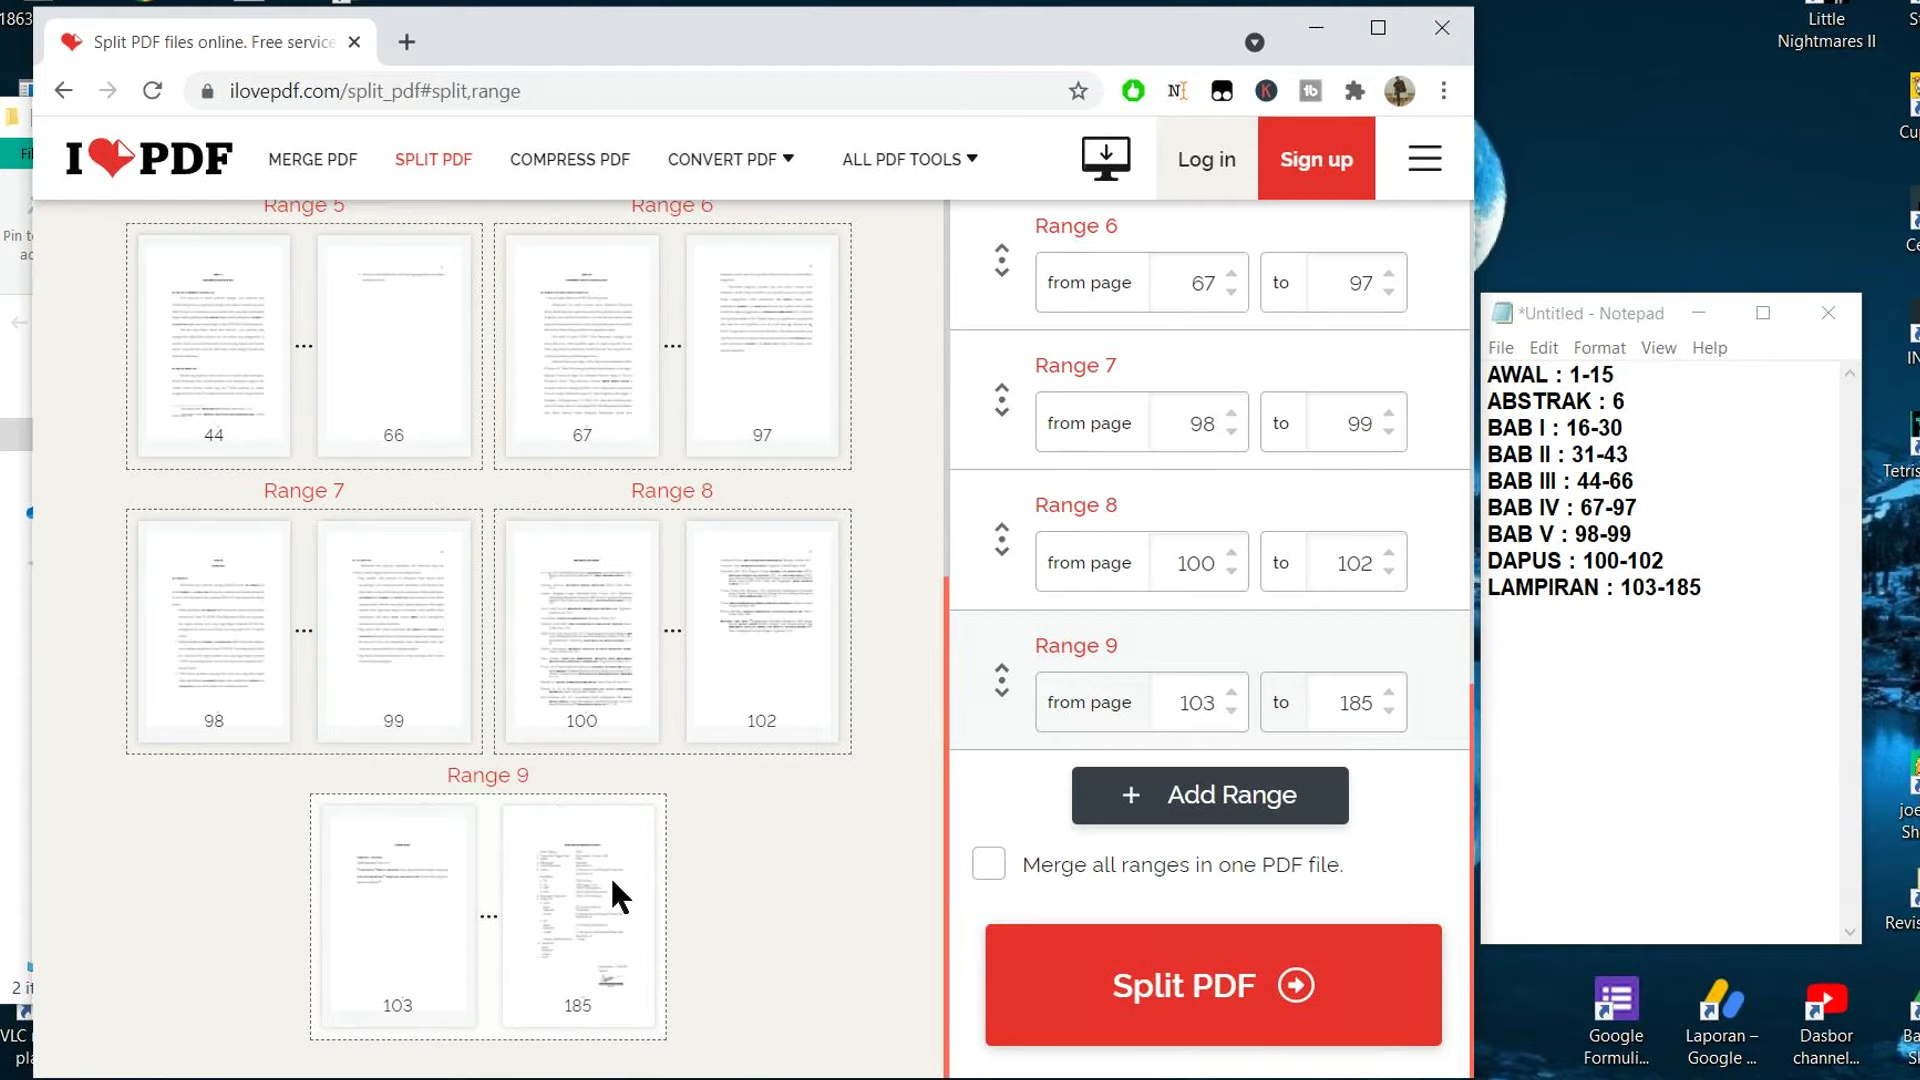 1863
Little
Nightmares II
Split PDF files online. Free service
ilovepdf.com/split_pdf#split,range
I PDF
MERGE PDF
SPLIT PDF
COMPRESS PDF
CONVERT PDF
ALL PDF TOOLS
Log in
Sign up
Range 5
Range 6
44
66
67
97
Range 7
Range 8
98
99
100
102
Range 9
103
185
Range 6
from page 67 to 97
Range 7
from page 98 to 99
Range 8
from page 100 to 102
Range 9
from page 103 to 185
+ Add Range
Merge all ranges in one PDF file.
Split PDF
*Untitled - Notepad
File Edit Format View Help
AWAL : 1-15
ABSTRAK : 6
BAB I : 16-30
BAB II : 31-43
BAB III : 44-66
BAB IV : 67-97
BAB V : 98-99
DAPUS : 100-102
LAMPIRAN : 103-185
Pin to
Tetris
Revis
Google
Formuli...
Laporan –
Google ...
Dasbor
channel...
VLC